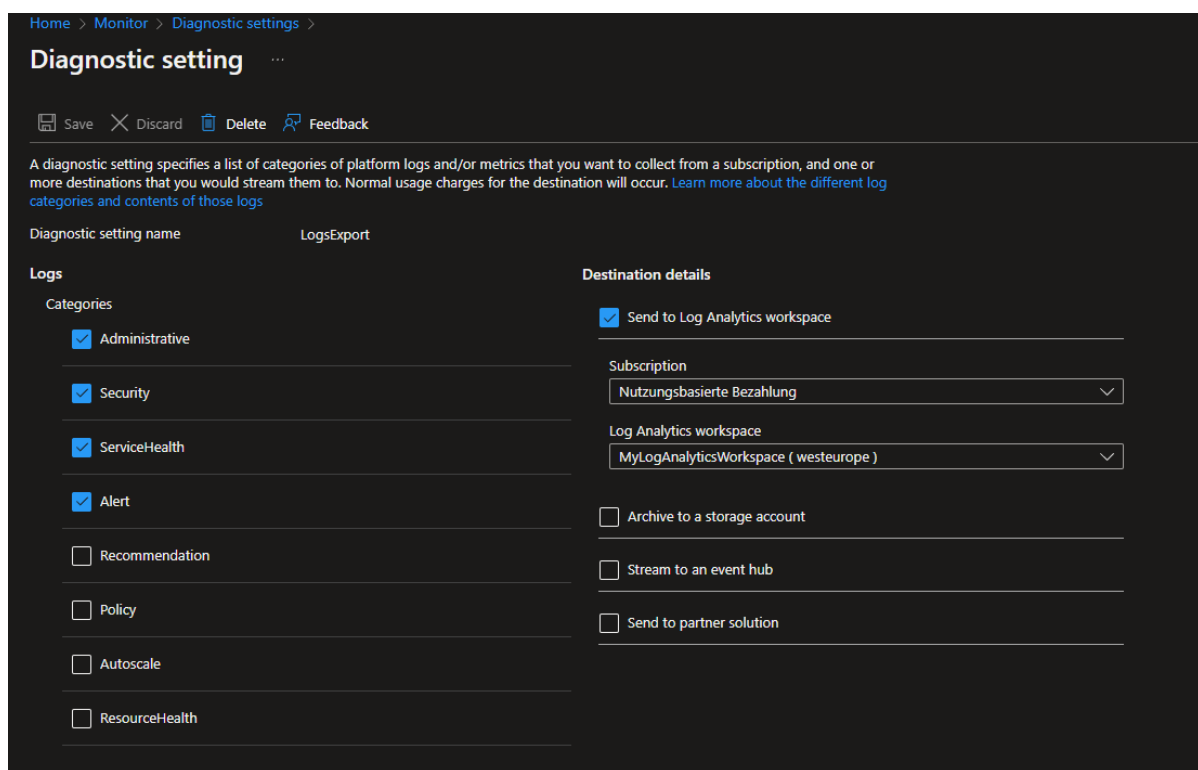 Home > Monitor > Diagnostic settings >
Diagnostic setting ...
Save Discard Delete Feedback
A diagnostic setting specifies a list of categories of platform logs and/or metrics that you want to collect from a subscription, and one or
more destinations that you would stream them to. Normal usage charges for the destination will occur. Learn more about the different log
categories and contents of those logs
Diagnostic setting name LogsExport
Logs
Categories
Administrative
Security
ServiceHealth
Alert
Recommendation
Policy
Autoscale
ResourceHealth
Destination details
Send to Log Analytics workspace
Subscription
Nutzungsbasierte Bezahlung
Log Analytics workspace
MyLogAnalyticsWorkspace ( westeurope )
Archive to a storage account
Stream to an event hub
Send to partner solution